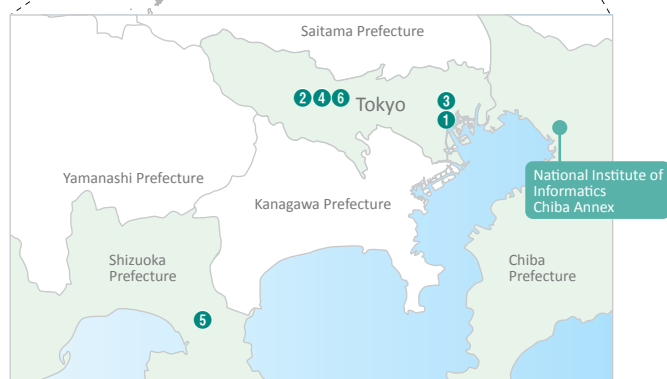 Saitama Prefecture
2 4 6 Tokyo 3
1
National Institute of
Informatics
Chiba Annex
Yamanashi Prefecture
Kanagawa Prefecture
Shizuoka
Prefecture
Chiba
Prefecture
5